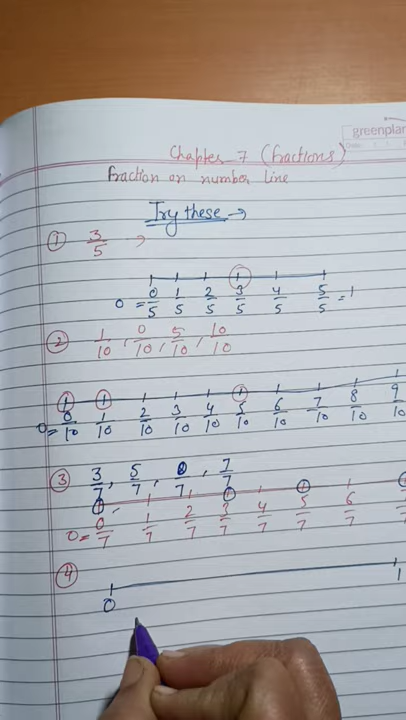 greenplan
Date:
Chapter 7 (fractions)
fraction on number line
Try these →
① 3/5 →
0 = 0/5 1/5 2/5 3/5 4/5 5/5 = 1
② 1/10, 0/10, 5/10, 10/10
0 = 0/10 1/10 2/10 3/10 4/10 5/10 6/10 7/10 8/10 9/10
③ 3/7, 5/7, 0/7, 7/7
0 = 0/7 1/7 2/7 3/7 4/7 5/7 6/7
④
0 1